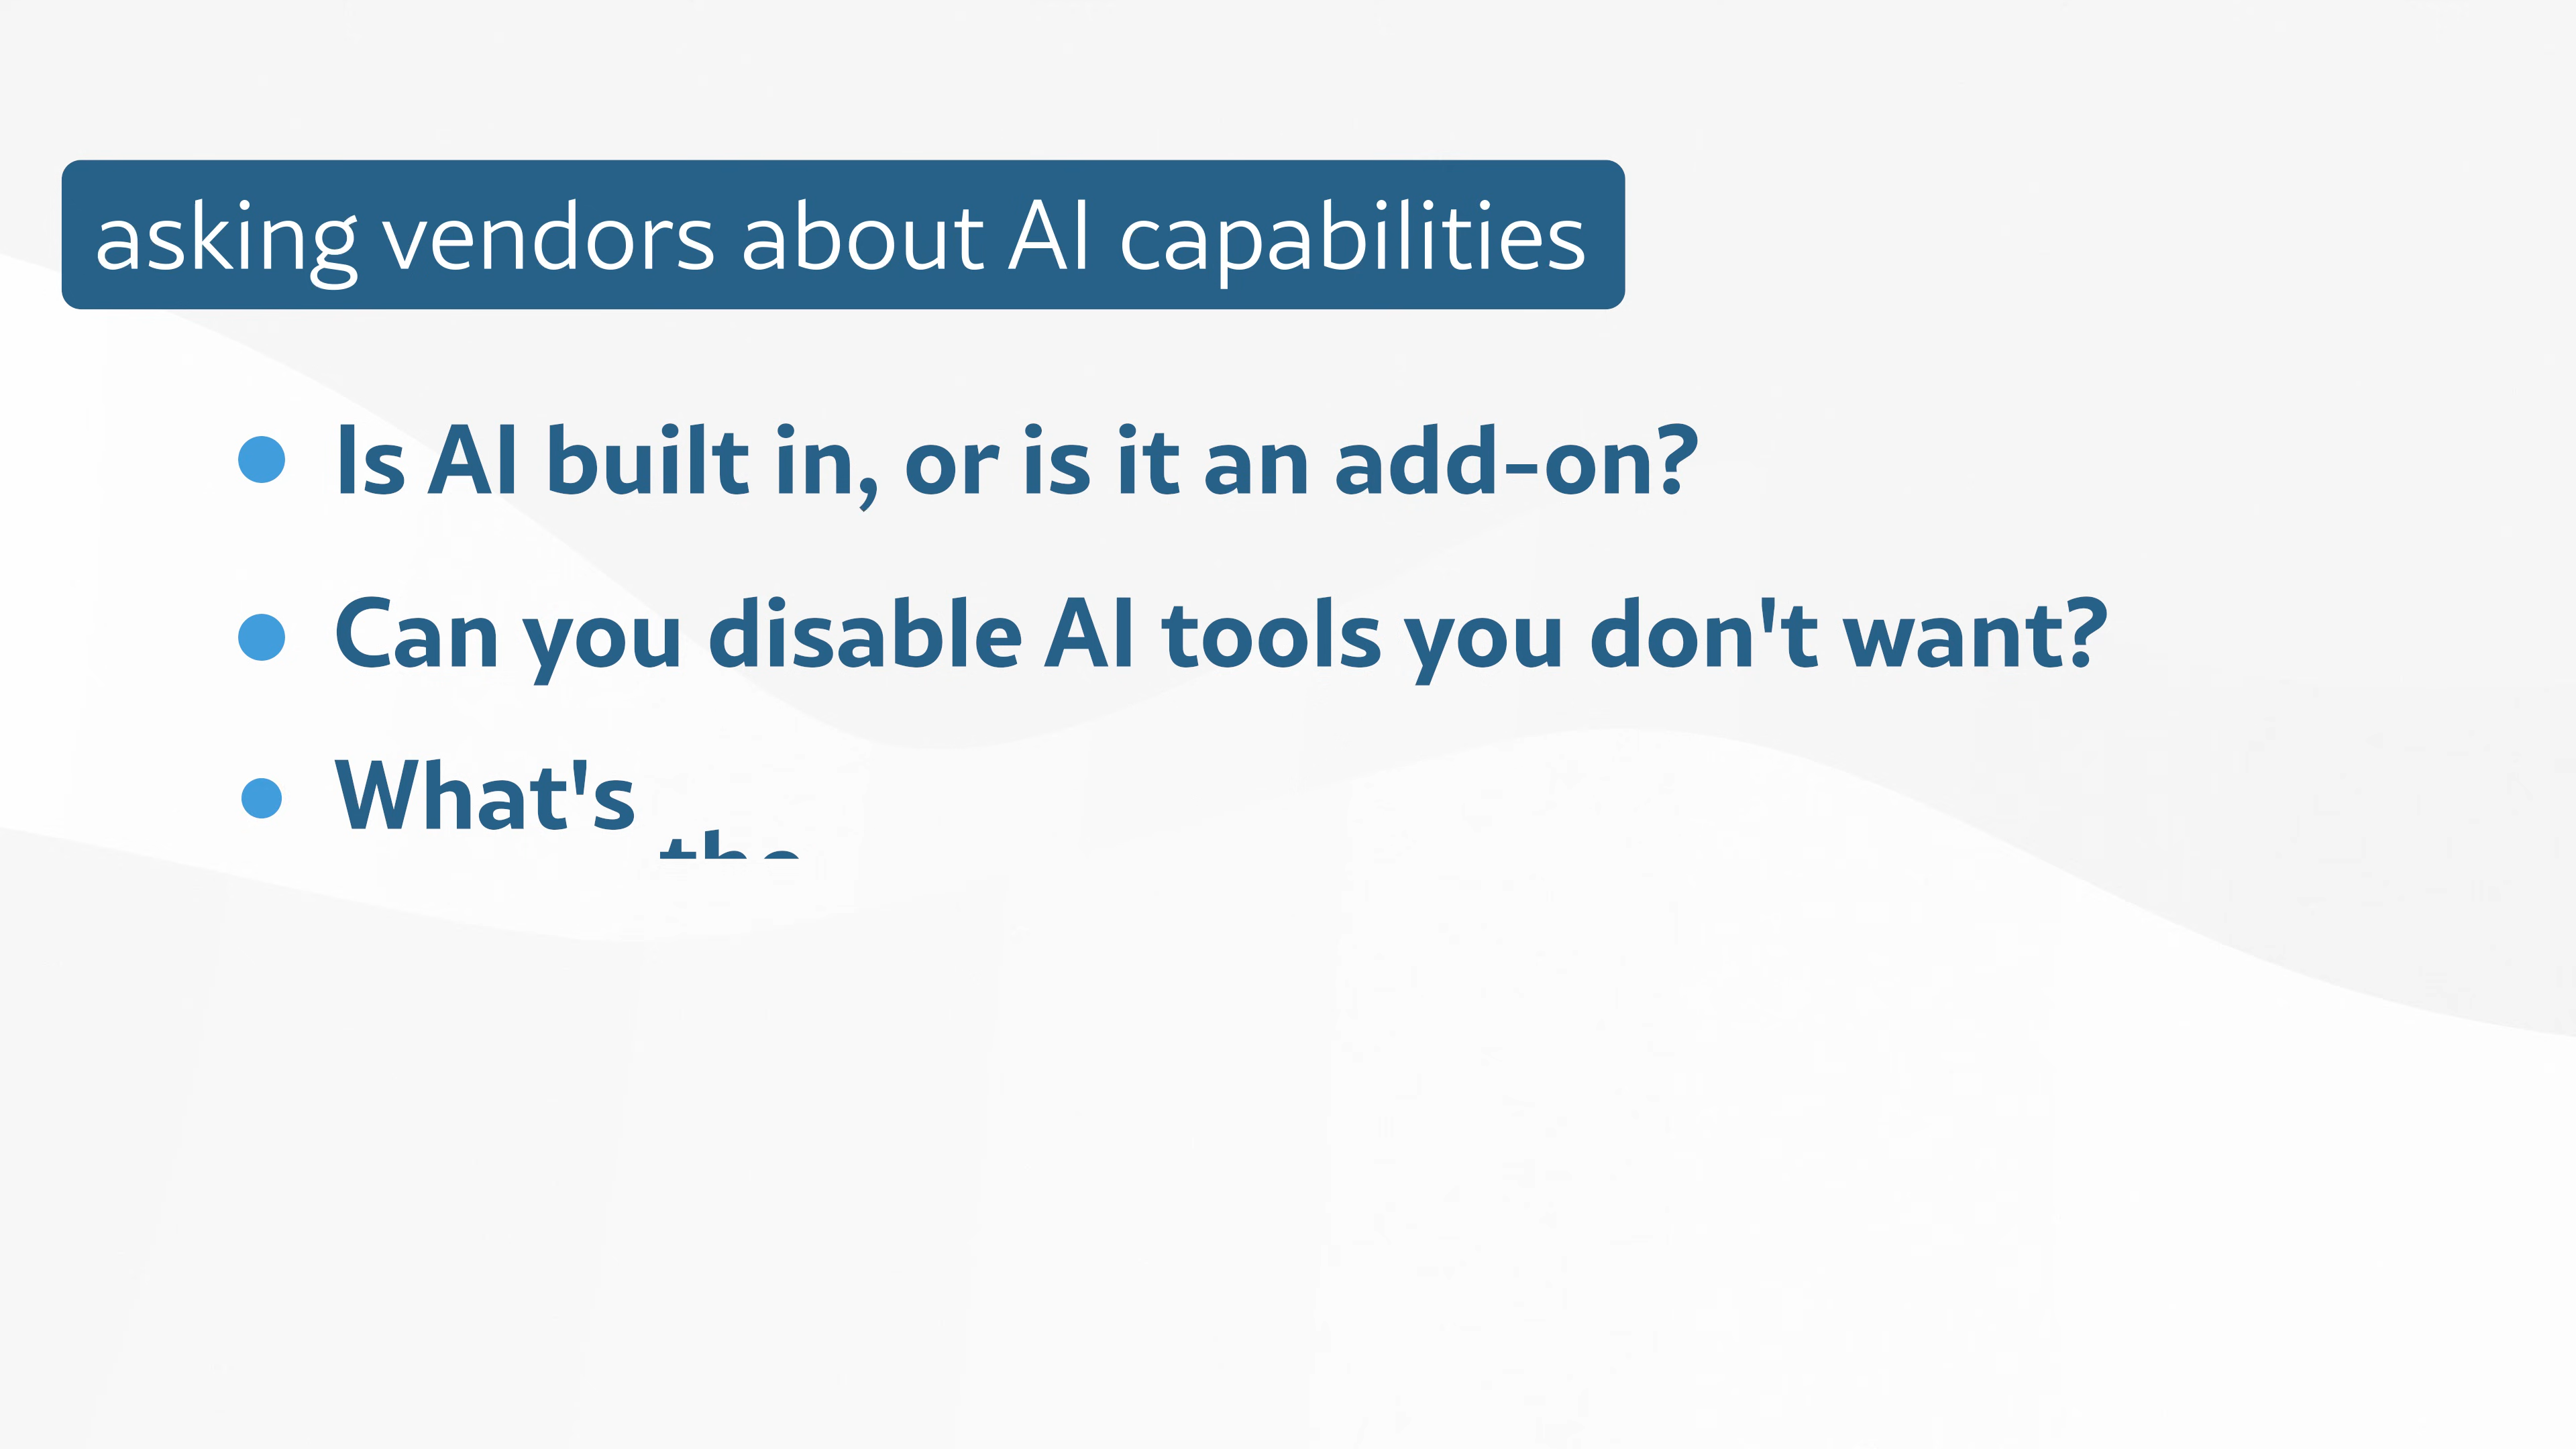 asking vendors about AI capabilities
Is AI built in, or is it an add-on?
Can you disable AI tools you don't want?
What's the